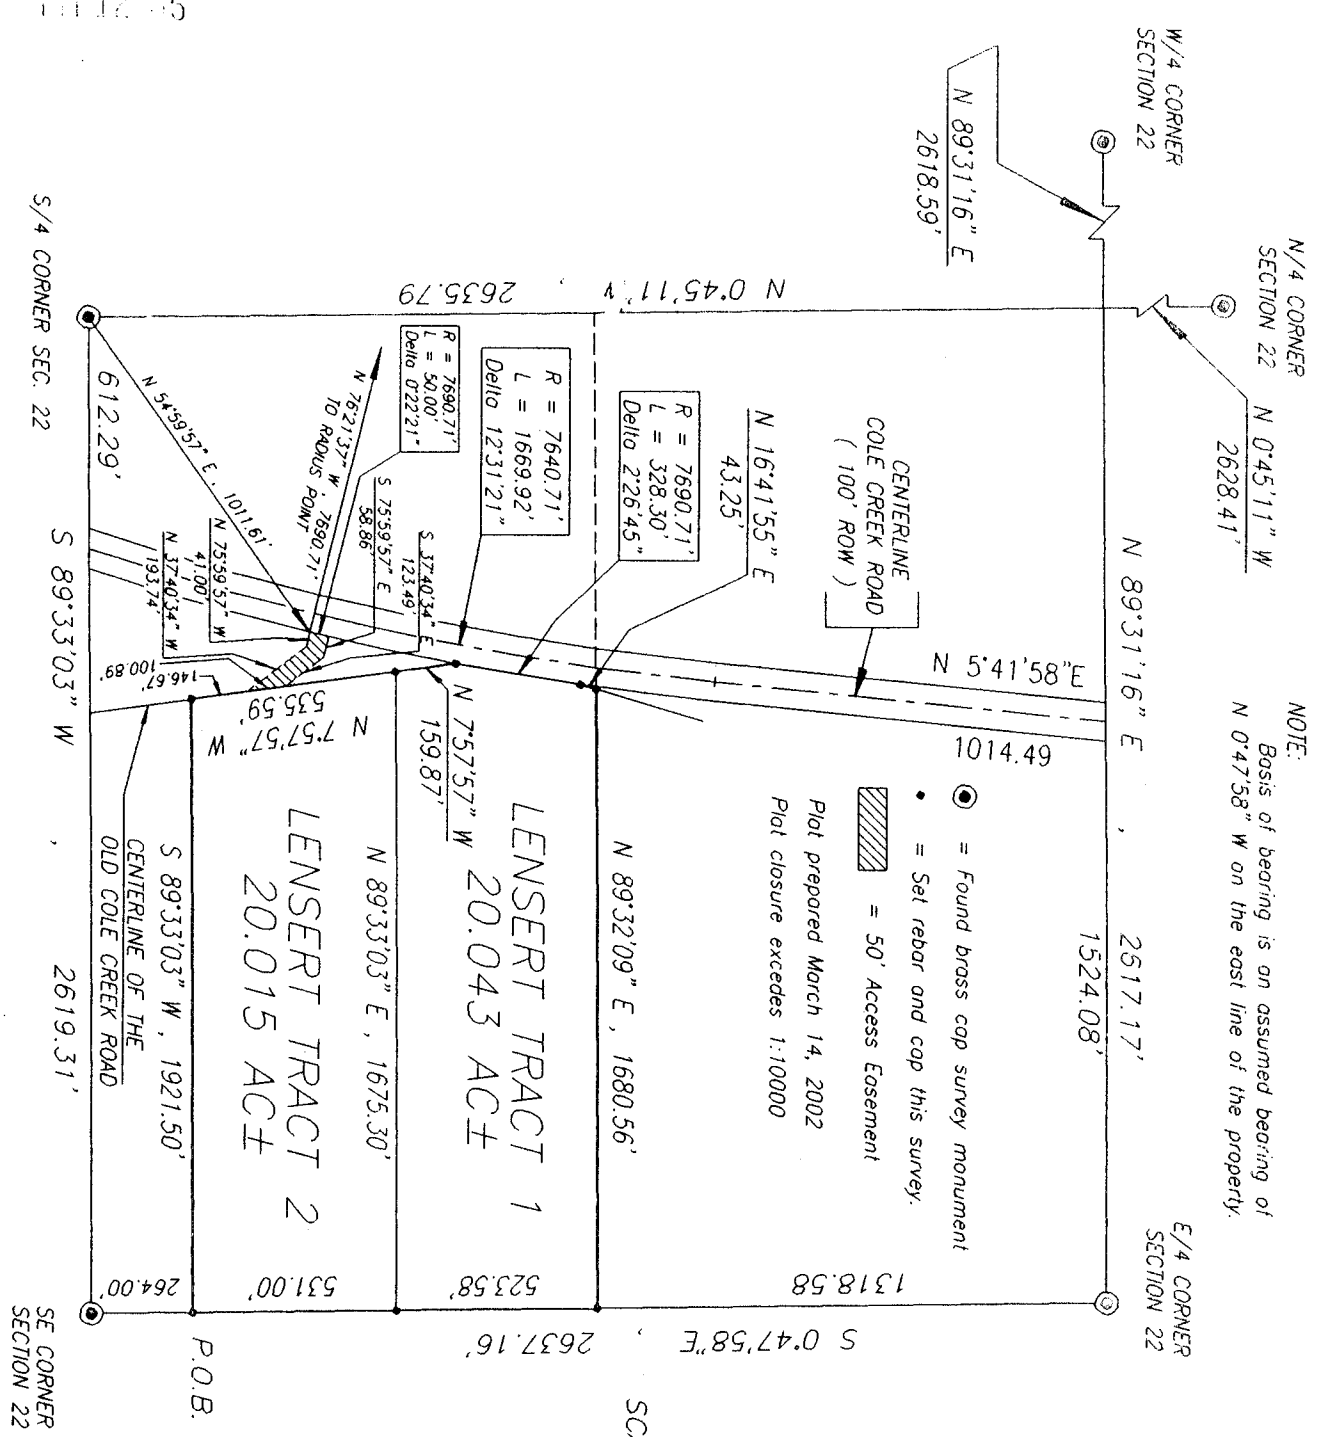 W/4 CORNER
SECTION 22
N/4 CORNER
SECTION 22
N 0°45'11" W
2628.41'
N 89°31'16" E
2618.59'
NOTE:
Basis of bearing is an assumed bearing of
N 0°47'58" W on the east line of the property.
N 89°31'16" E , 2517.17'
1524.08'
E/4 CORNER
SECTION 22
N 0°45'11"
2635.79
CENTERLINE
COLE CREEK ROAD
( 100' ROW )
N 5°41'58"E
1014.49
= Found brass cap survey monument
= Set rebar and cap this survey.
= 50' Access Easement
Plat prepared March 14, 2002
Plat closure excedes 1:10000
N 16°41'55" E
43.25'
R = 7690.71'
L = 328.30'
Delta 2°26'45"
R = 7640.71'
L = 1669.92'
Delta 12°31'21"
R = 7690.71'
L = 50.00'
Delta 0°22'21"
N 76°21'37" W , 7690.71'
TO RADIUS POINT
S 75°59'57" E
58.86'
S 37°40'34" E
123.49'
N 54°59'57" E , 1011.61'
N 75°59'57" W
41.00'
N 37°40'34" W
193.74'
100.89'
146.67'
N 7°57'57" W
535.59'
N 7°57'57" W
159.87'
N 89°32'09" E , 1680.56'
LENSERT TRACT 1
20.043 AC±
N 89°33'03" E , 1675.30'
LENSERT TRACT 2
20.015 AC±
S 89°33'03" W , 1921.50'
CENTERLINE OF THE
OLD COLE CREEK ROAD
1318.58
523.58'
531.00'
264.00'
S 0°47'58"E , 2637.16'
P.O.B.
SC
S/4 CORNER SEC. 22
612.29'
S 89°33'03" W , 2619.31'
SE CORNER
SECTION 22